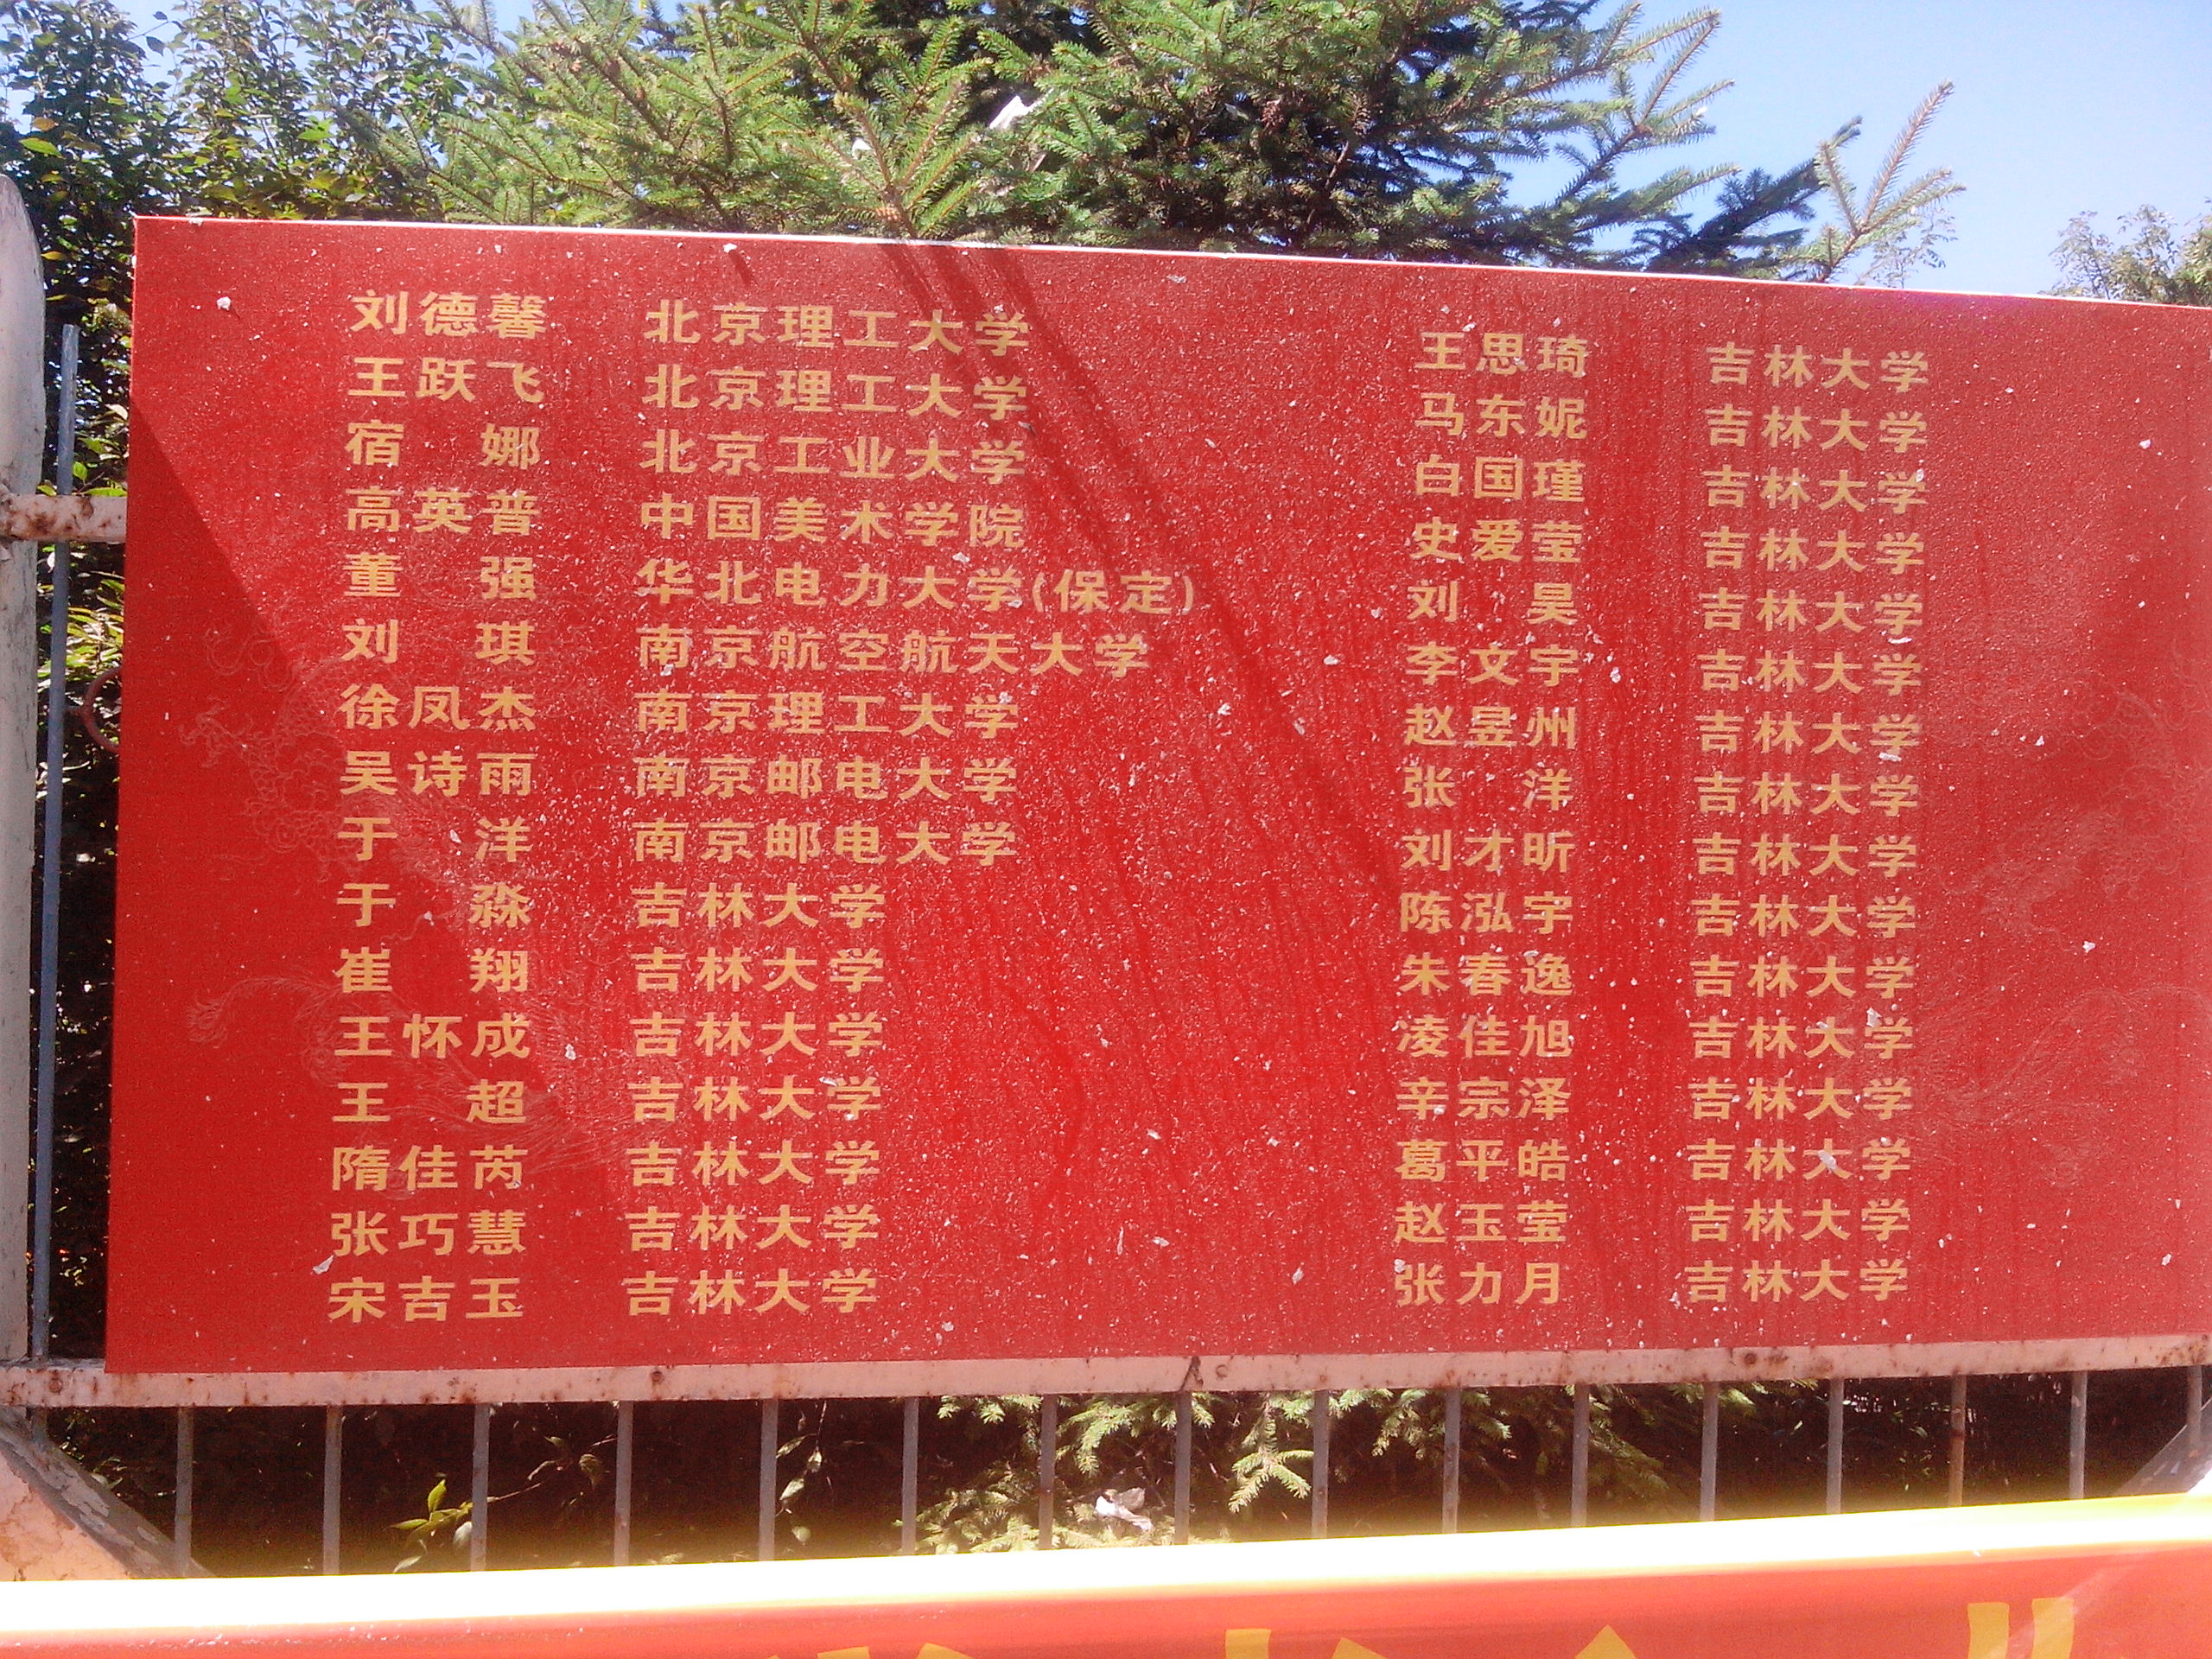 刘德馨 北京理工大学
王跃飞 北京理工大学
宿娜 北京工业大学
高英普 中国美术学院
董强 华北电力大学(保定)
刘琪 南京航空航天大学
徐凤杰 南京理工大学
吴诗雨 南京邮电大学
于洋 南京邮电大学
于淼 吉林大学
崔翔 吉林大学
王怀成 吉林大学
王超 吉林大学
隋佳芮 吉林大学
张巧慧 吉林大学
宋吉玉 吉林大学
王思琦 吉林大学
马东妮 吉林大学
白国瑾 吉林大学
史爱莹 吉林大学
刘昊 吉林大学
李文宇 吉林大学
赵昱州 吉林大学
张洋 吉林大学
刘才昕 吉林大学
陈泓宇 吉林大学
朱春逸 吉林大学
凌佳旭 吉林大学
辛宗泽 吉林大学
葛平皓 吉林大学
赵玉莹 吉林大学
张力月 吉林大学